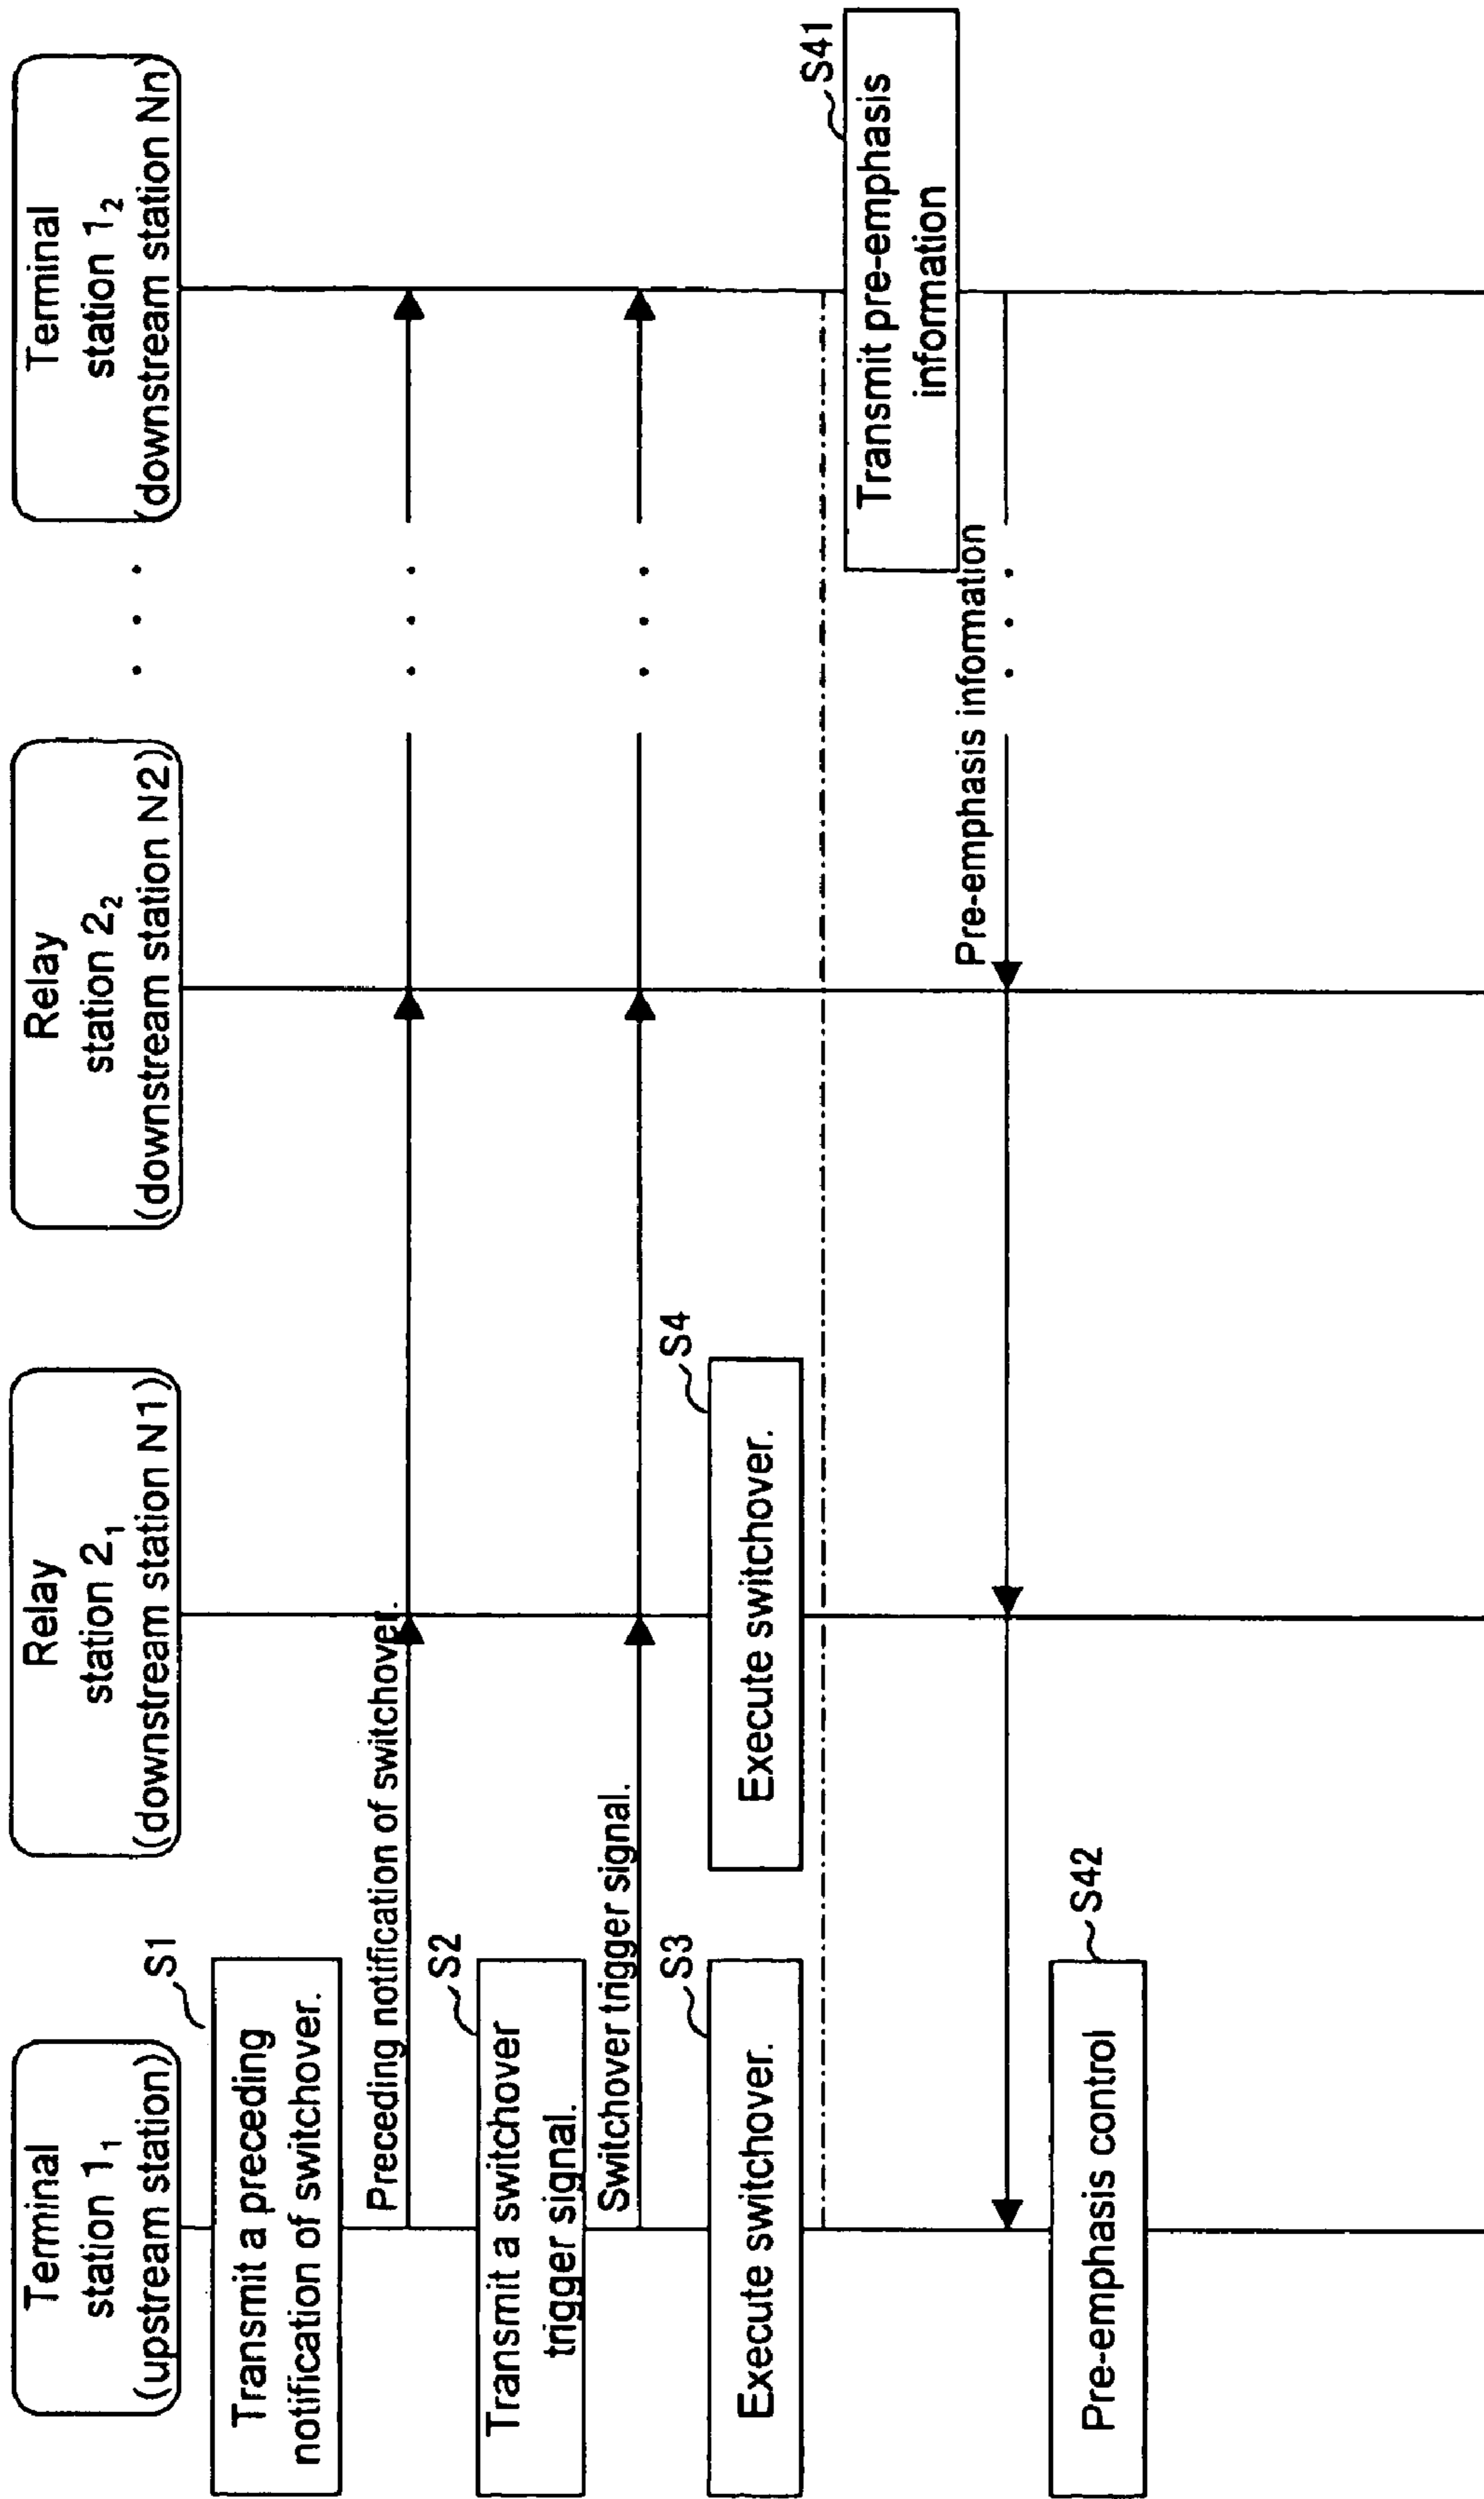 Terminal
station 1₁
(upstream station)
Relay
station 2₁
(downstream station N1)
Relay
station 2₂
(downstream station N2)
. . .
Terminal
station 1₂
(downstream station Nn)
S1
Transmit a preceding
notification of switchover.
Preceding notification of switchover.
. . .
S2
Transmit a switchover
trigger signal.
Switchover trigger signal.
. . .
S3
Execute switchover.
S4
Execute switchover.
S41
Transmit pre-emphasis
information
Pre-emphasis information
. . .
S42
Pre-emphasis control